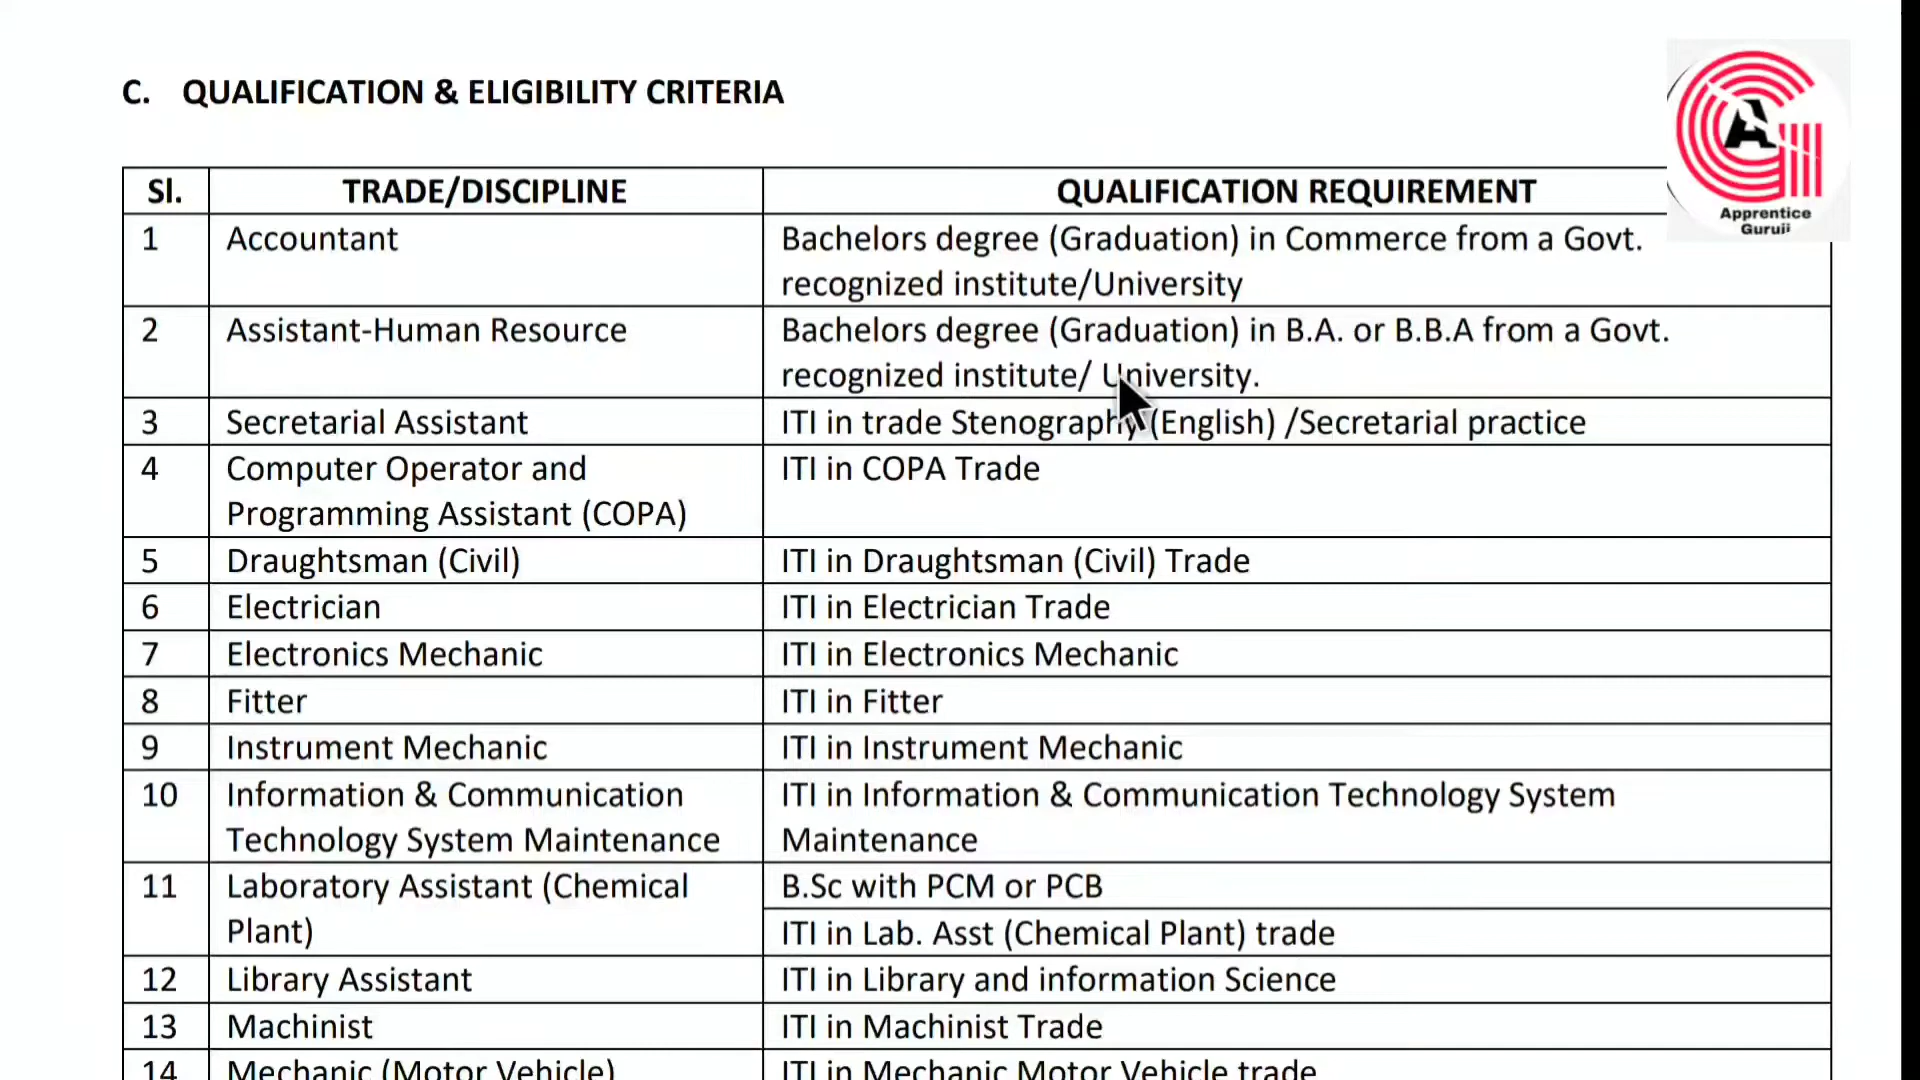 C. QUALIFICATION & ELIGIBILITY CRITERIA
Sl. TRADE/DISCIPLINE QUALIFICATION REQUIREMENT
1 Accountant Bachelors degree (Graduation) in Commerce from a Govt.
recognized institute/University
2 Assistant-Human Resource Bachelors degree (Graduation) in B.A. or B.B.A from a Govt.
recognized institute/ University.
3 Secretarial Assistant ITI in trade Stenography (English) /Secretarial practice
4 Computer Operator and ITI in COPA Trade
Programming Assistant (COPA)
5 Draughtsman (Civil) ITI in Draughtsman (Civil) Trade
6 Electrician ITI in Electrician Trade
7 Electronics Mechanic ITI in Electronics Mechanic
8 Fitter ITI in Fitter
9 Instrument Mechanic ITI in Instrument Mechanic
10 Information & Communication ITI in Information & Communication Technology System
Technology System Maintenance Maintenance
11 Laboratory Assistant (Chemical B.Sc with PCM or PCB
Plant) ITI in Lab. Asst (Chemical Plant) trade
12 Library Assistant ITI in Library and information Science
13 Machinist ITI in Machinist Trade
14 Mechanic (Motor Vehicle) ITI in Mechanic Motor Vehicle trade
A
Apprentice
Guruji